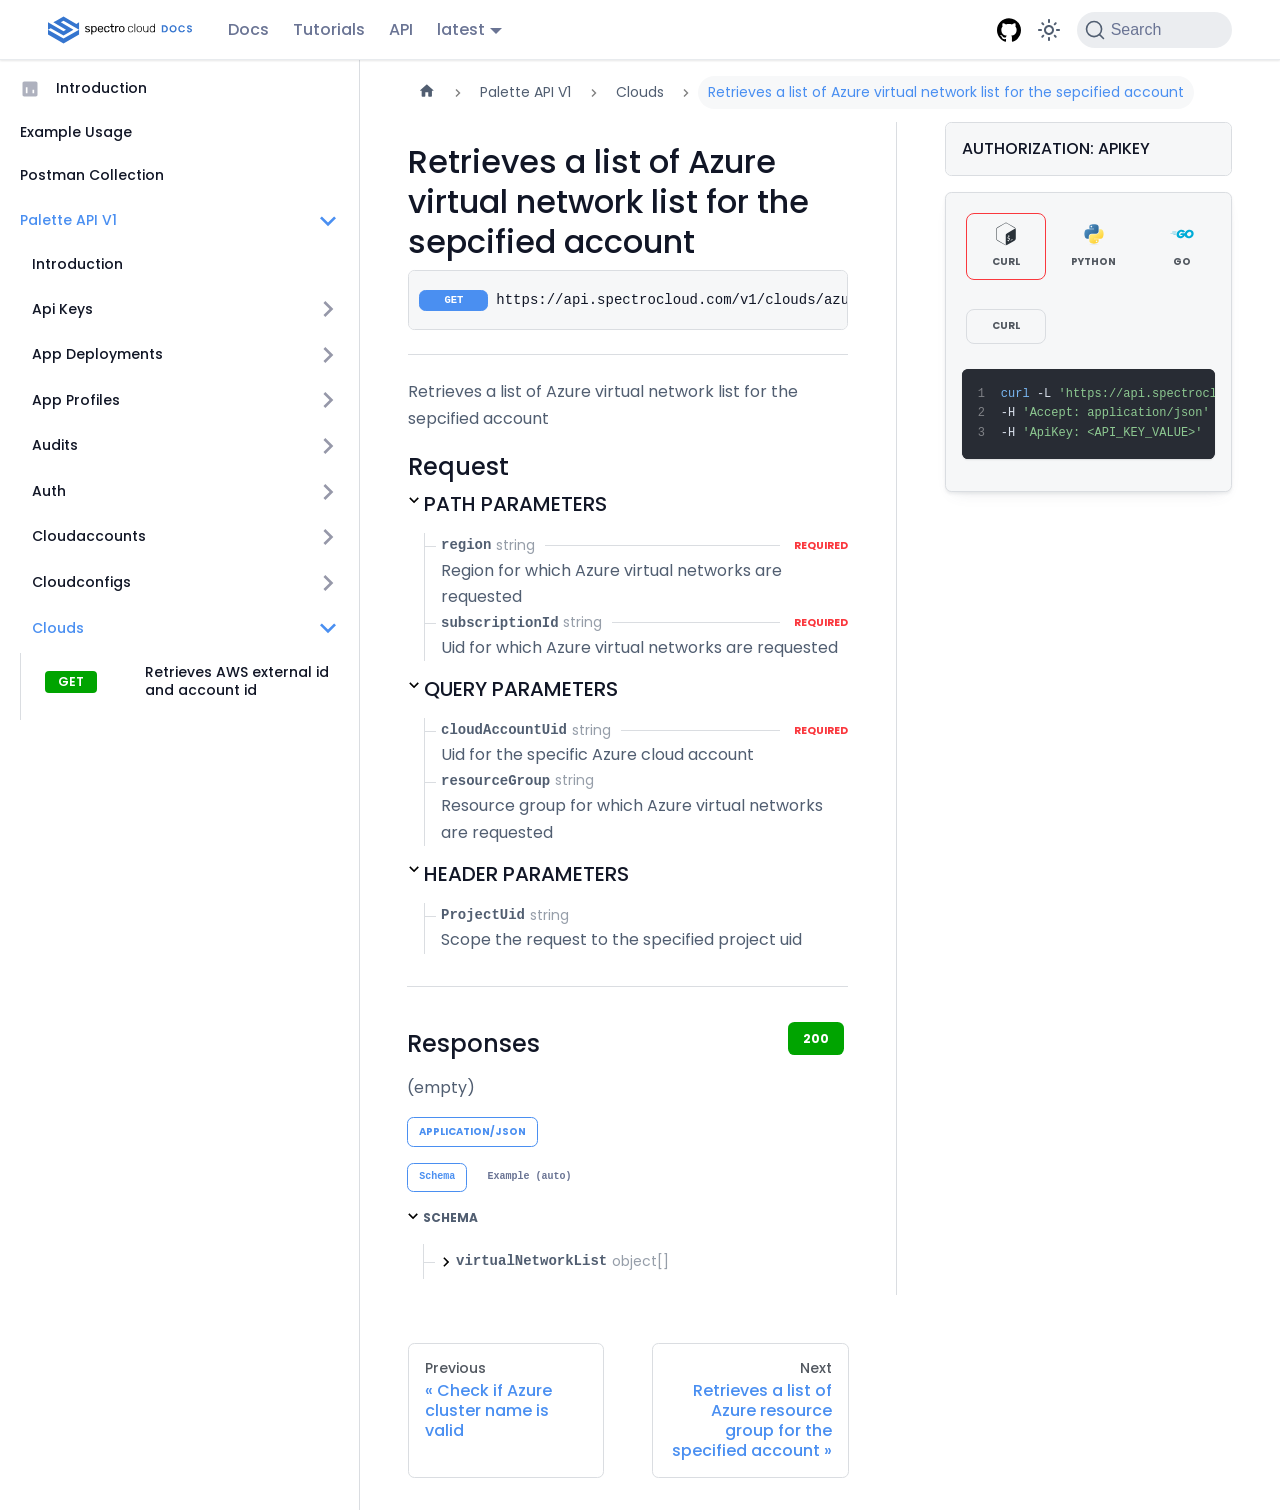 spectro cloud DOCS
Docs
Tutorials
API
latest
Search
Introduction
Example Usage
Postman Collection
Palette API V1
Introduction
Api Keys
App Deployments
App Profiles
Audits
Auth
Cloudaccounts
Cloudconfigs
Clouds
GET
Retrieves AWS external id
and account id
Palette API V1
Clouds
Retrieves a list of Azure virtual network list for the sepcified account
Retrieves a list of Azure
virtual network list for the
sepcified account
GET https://api.spectrocloud.com/v1/clouds/azu
Retrieves a list of Azure virtual network list for the
sepcified account
Request
PATH PARAMETERS
region string REQUIRED
Region for which Azure virtual networks are
requested
subscriptionId string REQUIRED
Uid for which Azure virtual networks are requested
QUERY PARAMETERS
cloudAccountUid string REQUIRED
Uid for the specific Azure cloud account
resourceGroup string
Resource group for which Azure virtual networks
are requested
HEADER PARAMETERS
ProjectUid string
Scope the request to the specified project uid
Responses
200
(empty)
APPLICATION/JSON
Schema
Example (auto)
SCHEMA
virtualNetworkList object[]
Previous
« Check if Azure
cluster name is
valid
Next
Retrieves a list of
Azure resource
group for the
specified account »
AUTHORIZATION: APIKEY
CURL
PYTHON
GO
CURL
1 curl -L 'https://api.spectrocl
2 -H 'Accept: application/json'
3 -H 'ApiKey: <API_KEY_VALUE>'